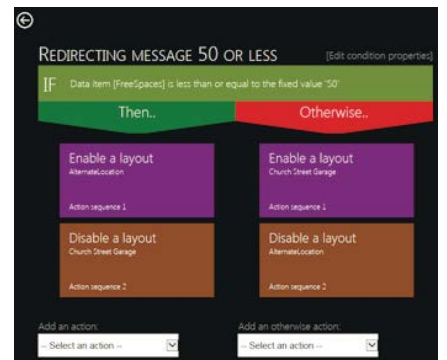 REDIRECTING MESSAGE 50 OR LESS
[Edit condition properties]
IF Data Item [FreeSpaces] is less than or equal to the fixed value '50'
Then..
Otherwise..
Enable a layout
AlternateLocation
Action sequence 1
Enable a layout
Church Street Garage
Action sequence 1
Disable a layout
Church Street Garage
Action sequence 2
Disable a layout
AlternateLocation
Action sequence 2
Add an action:
-- Select an action --
Add an otherwise action:
-- Select an action --